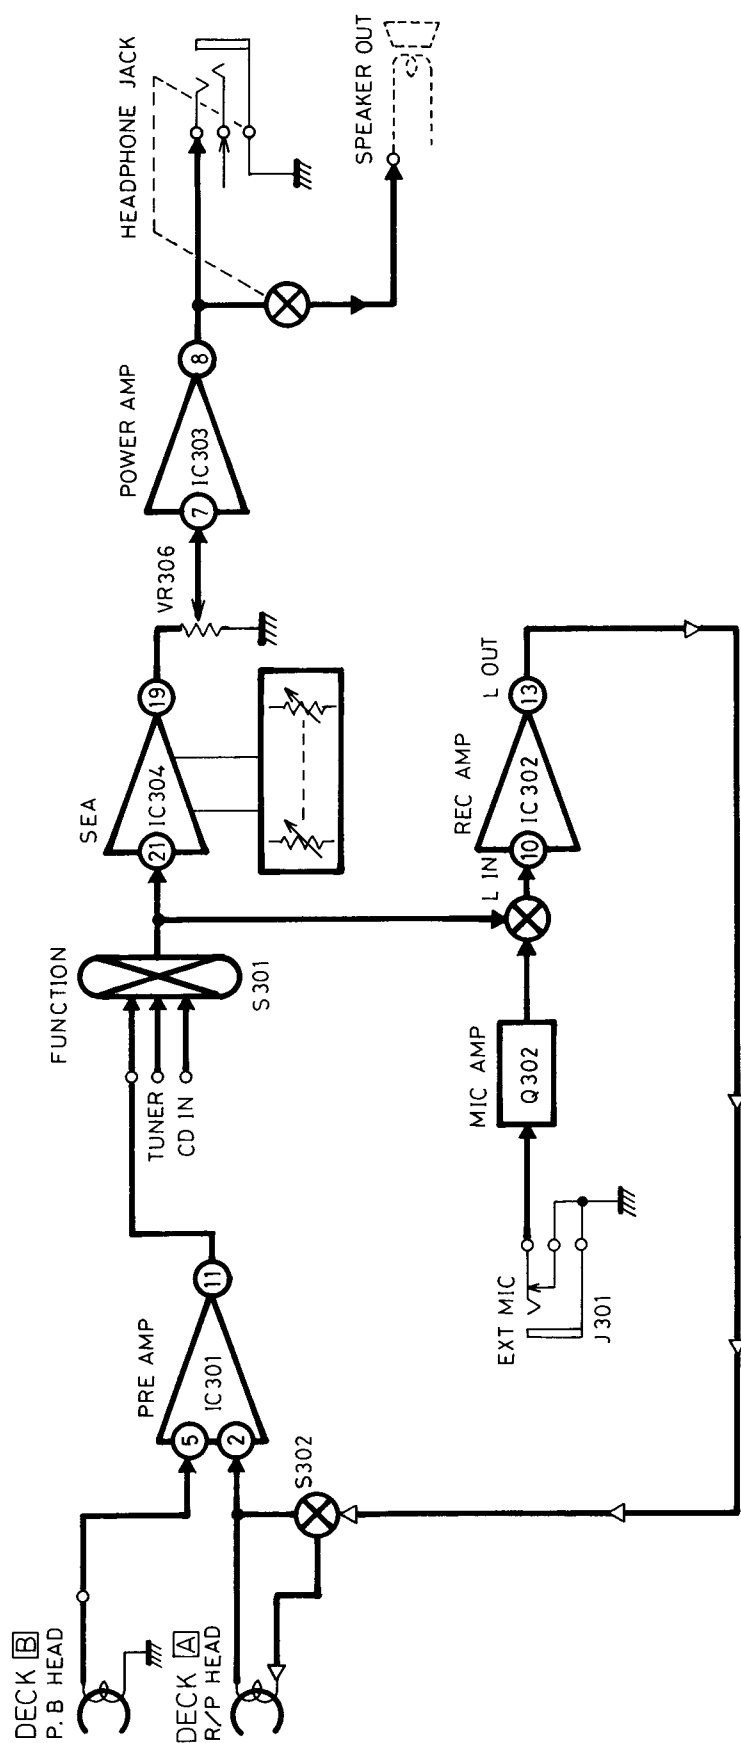 DECK B
P.B HEAD
DECK A
R/P HEAD
S302
PRE AMP
5
2
IC301
11
TUNER
CD IN
FUNCTION
S301
SEA
21
IC304
19
VR306
POWER AMP
7
IC303
8
HEADPHONE JACK
SPEAKER OUT
EXT MIC
J301
MIC AMP
Q302
L IN
REC AMP
10
IC302
13
L OUT